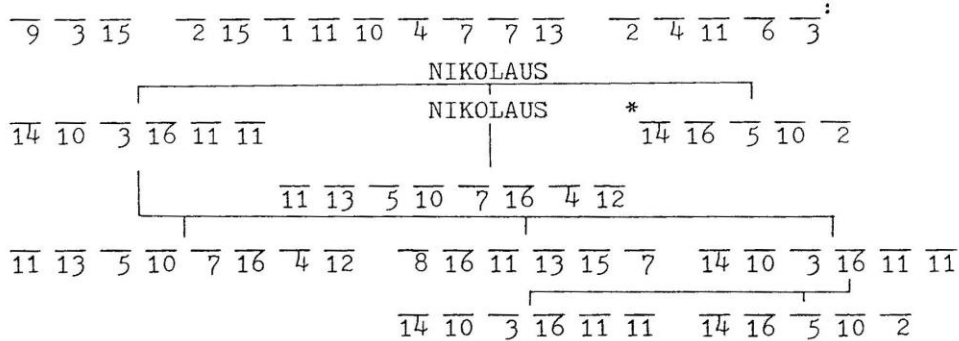 9 3 15 2 15 1 11 10 4 7 7 13 2 4 11 6 3 :
NIKOLAUS
NIKOLAUS
14 10 3 16 11 11 * 14 16 5 10 2
11 13 5 10 7 16 4 12
11 13 5 10 7 16 4 12 8 16 11 13 15 7 14 10 3 16 11 11
14 10 3 16 11 11 14 16 5 10 2